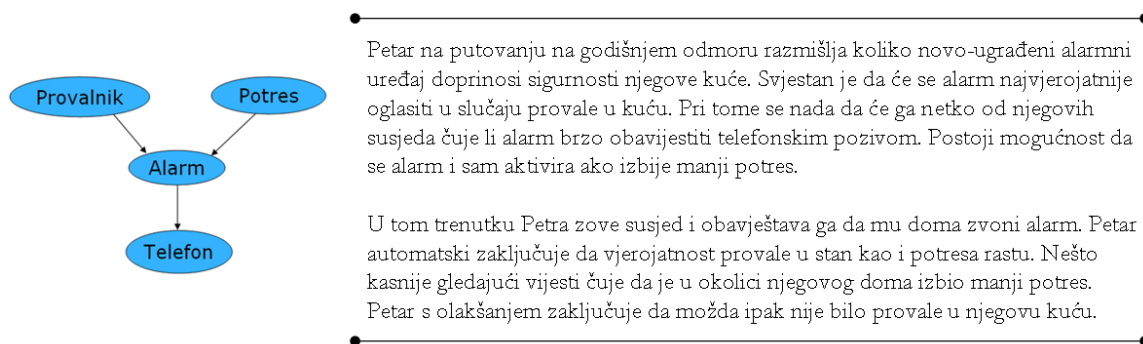 Provalnik
Potres
Alarm
Telefon
Petar na putovanju na godišnjem odmoru razmišlja koliko novo-ugrađeni alarmni
uređaj doprinosi sigurnosti njegove kuće. Svjestan je da će se alarm najvjerojatnije
oglasiti u slučaju provale u kuću. Pri tome se nada da će ga netko od njegovih
susjeda čuje li alarm brzo obavijestiti telefonskim pozivom. Postoji mogućnost da
se alarm i sam aktivira ako izbije manji potres.
U tom trenutku Petra zove susjed i obavještava ga da mu doma zvoni alarm. Petar
automatski zaključuje da vjerojatnost provale u stan kao i potresa rastu. Nešto
kasnije gledajući vijesti čuje da je u okolici njegovog doma izbio manji potres.
Petar s olakšanjem zaključuje da možda ipak nije bilo provale u njegovu kuću.